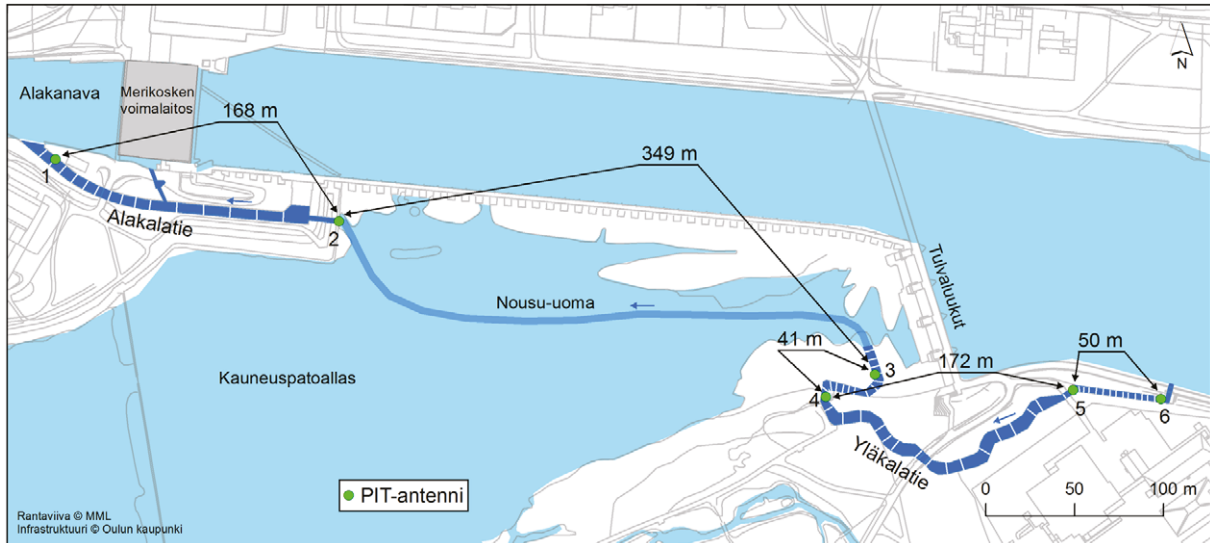 Alakanava
Merikosken
voimalaitos
168 m
349 m
N
1
2
Alakalatie
Nousu-uoma
Tulvaluukut
41 m
172 m
50 m
3
4
5
6
Kauneuspatoallas
Yläkalatie
PIT-antenni
0 50 100 m
Rantaviiva © MML
Infrastruktuuri © Oulun kaupunki